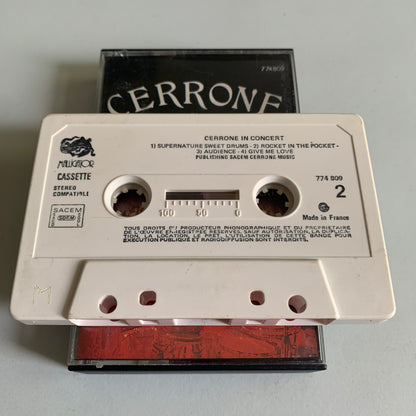 774809
CERRONE
MALLIGATOR
CASSETTE
STEREO
COMPATIBLE
SACEM
CERRONE IN CONCERT
1) SUPERNATURE SWEET DRUMS - 2) ROCKET IN THE POCKET -
3) AUDIENCE - 4) GIVE ME LOVE
PUBLISHING SACEM CERRONE MUSIC
774 809
2
100 50 0
Made in France
TOUS DROITS PRODUCTEUR PHONOGRAPHIQUE ET DU PROPRIETAIRE
DE L'ŒUVRE ENREGISTREE RESERVES. SAUF AUTORISATION, LA DUPLICA-
TION, LA LOCATION, LE PRET, L'UTILISATION DE CETTE BANDE POUR
EXECUTION PUBLIQUE ET RADIODIFFUSION SONT INTERDITS.